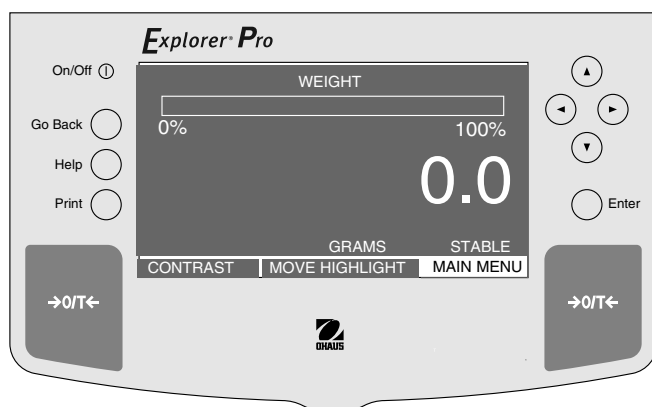 Explorer® Pro
On/Off
Go Back
Help
Print
WEIGHT
0% 100%
0.0
GRAMS STABLE
CONTRAST MOVE HIGHLIGHT MAIN MENU
Enter
→0/T←
→0/T←
OHAUS